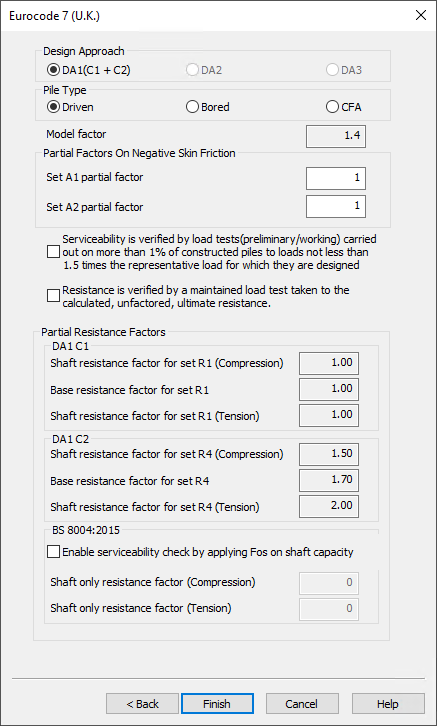 Eurocode 7 (U.K.)
Design Approach
DA1(C1 + C2) DA2 DA3
Pile Type
Driven Bored CFA
Model factor 1.4
Partial Factors On Negative Skin Friction
Set A1 partial factor 1
Set A2 partial factor 1
Serviceability is verified by load tests(preliminary/working) carried
out on more than 1% of constructed piles to loads not less than
1.5 times the representative load for which they are designed
Resistance is verified by a maintained load test taken to the
calculated, unfactored, ultimate resistance.
Partial Resistance Factors
DA1 C1
Shaft resistance factor for set R1 (Compression) 1.00
Base resistance factor for set R1 1.00
Shaft resistance factor for set R1 (Tension) 1.00
DA1 C2
Shaft resistance factor for set R4 (Compression) 1.50
Base resistance factor for set R4 1.70
Shaft resistance factor for set R4 (Tension) 2.00
BS 8004:2015
Enable serviceability check by applying Fos on shaft capacity
Shaft only resistance factor (Compression) 0
Shaft only resistance factor (Tension) 0
< Back Finish Cancel Help